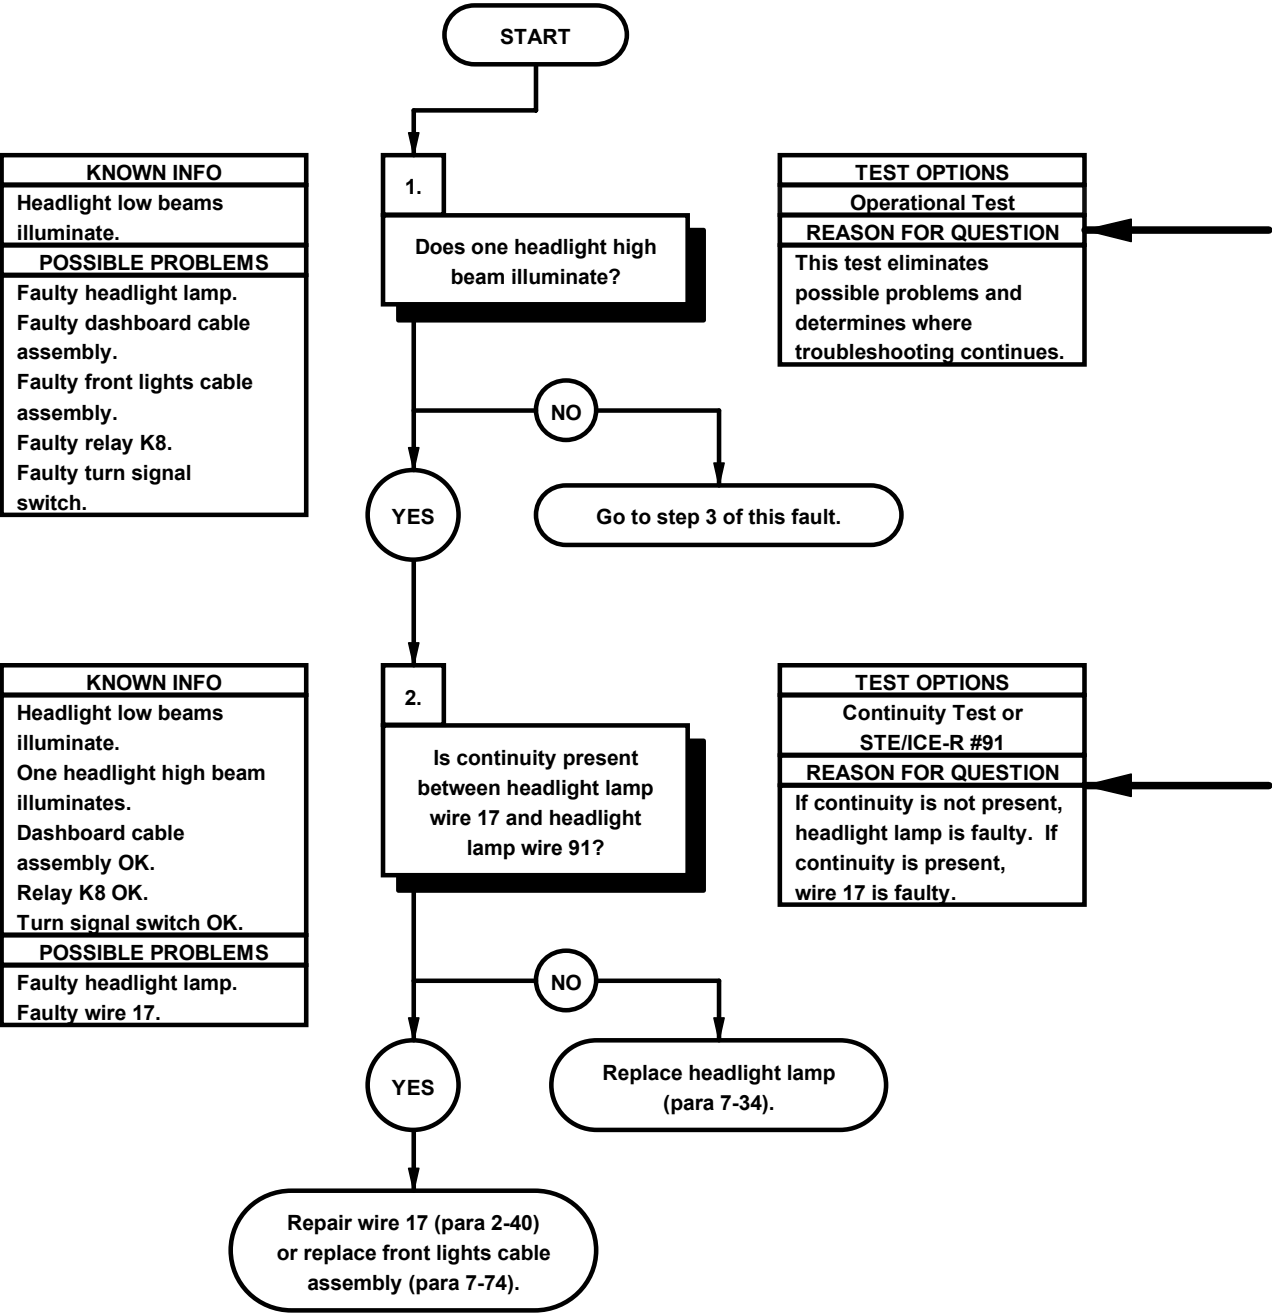 START
KNOWN INFO
Headlight low beams
illuminate.
POSSIBLE PROBLEMS
Faulty headlight lamp.
Faulty dashboard cable
assembly.
Faulty front lights cable
assembly.
Faulty relay K8.
Faulty turn signal
switch.
1.
Does one headlight high
beam illuminate?
TEST OPTIONS
Operational Test
REASON FOR QUESTION
This test eliminates
possible problems and
determines where
troubleshooting continues.
NO
YES
Go to step 3 of this fault.
KNOWN INFO
Headlight low beams
illuminate.
One headlight high beam
illuminates.
Dashboard cable
assembly OK.
Relay K8 OK.
Turn signal switch OK.
POSSIBLE PROBLEMS
Faulty headlight lamp.
Faulty wire 17.
2.
Is continuity present
between headlight lamp
wire 17 and headlight
lamp wire 91?
TEST OPTIONS
Continuity Test or
STE/ICE-R #91
REASON FOR QUESTION
If continuity is not present,
headlight lamp is faulty. If
continuity is present,
wire 17 is faulty.
NO
YES
Replace headlight lamp
(para 7-34).
Repair wire 17 (para 2-40)
or replace front lights cable
assembly (para 7-74).